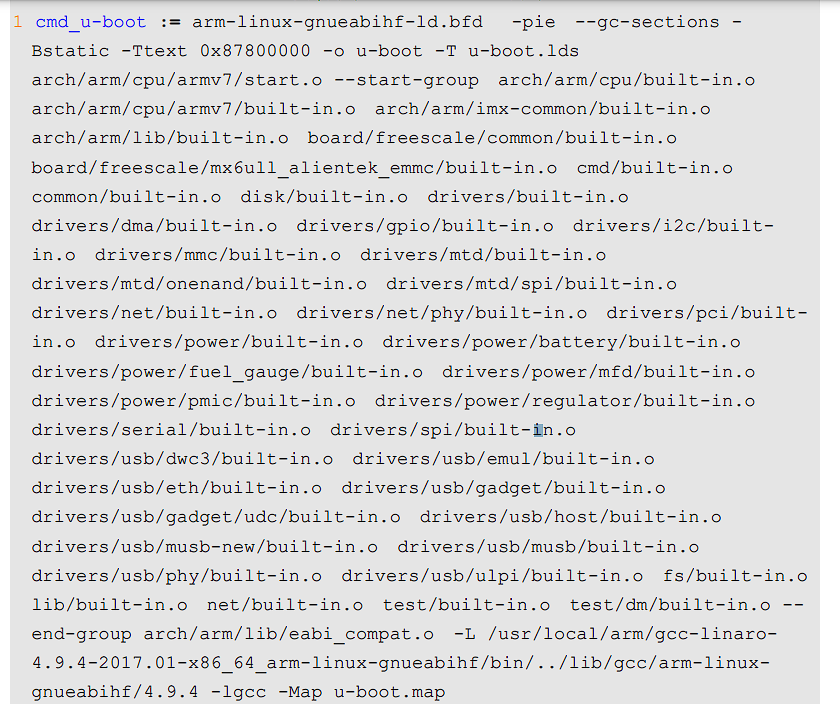 1 cmd_u-boot := arm-linux-gnueabihf-ld.bfd   -pie  --gc-sections -
Bstatic -Ttext 0x87800000 -o u-boot -T u-boot.lds
arch/arm/cpu/armv7/start.o --start-group  arch/arm/cpu/built-in.o
arch/arm/cpu/armv7/built-in.o  arch/arm/imx-common/built-in.o
arch/arm/lib/built-in.o  board/freescale/common/built-in.o
board/freescale/mx6ull_alientek_emmc/built-in.o  cmd/built-in.o
common/built-in.o  disk/built-in.o  drivers/built-in.o
drivers/dma/built-in.o  drivers/gpio/built-in.o  drivers/i2c/built-
in.o  drivers/mmc/built-in.o  drivers/mtd/built-in.o
drivers/mtd/onenand/built-in.o  drivers/mtd/spi/built-in.o
drivers/net/built-in.o  drivers/net/phy/built-in.o  drivers/pci/built-
in.o  drivers/power/built-in.o  drivers/power/battery/built-in.o
drivers/power/fuel_gauge/built-in.o  drivers/power/mfd/built-in.o
drivers/power/pmic/built-in.o  drivers/power/regulator/built-in.o
drivers/serial/built-in.o  drivers/spi/built-in.o
drivers/usb/dwc3/built-in.o  drivers/usb/emul/built-in.o
drivers/usb/eth/built-in.o  drivers/usb/gadget/built-in.o
drivers/usb/gadget/udc/built-in.o  drivers/usb/host/built-in.o
drivers/usb/musb-new/built-in.o  drivers/usb/musb/built-in.o
drivers/usb/phy/built-in.o  drivers/usb/ulpi/built-in.o  fs/built-in.o
lib/built-in.o  net/built-in.o  test/built-in.o  test/dm/built-in.o --
end-group arch/arm/lib/eabi_compat.o  -L /usr/local/arm/gcc-linaro-
4.9.4-2017.01-x86_64_arm-linux-gnueabihf/bin/../lib/gcc/arm-linux-
gnueabihf/4.9.4 -lgcc -Map u-boot.map